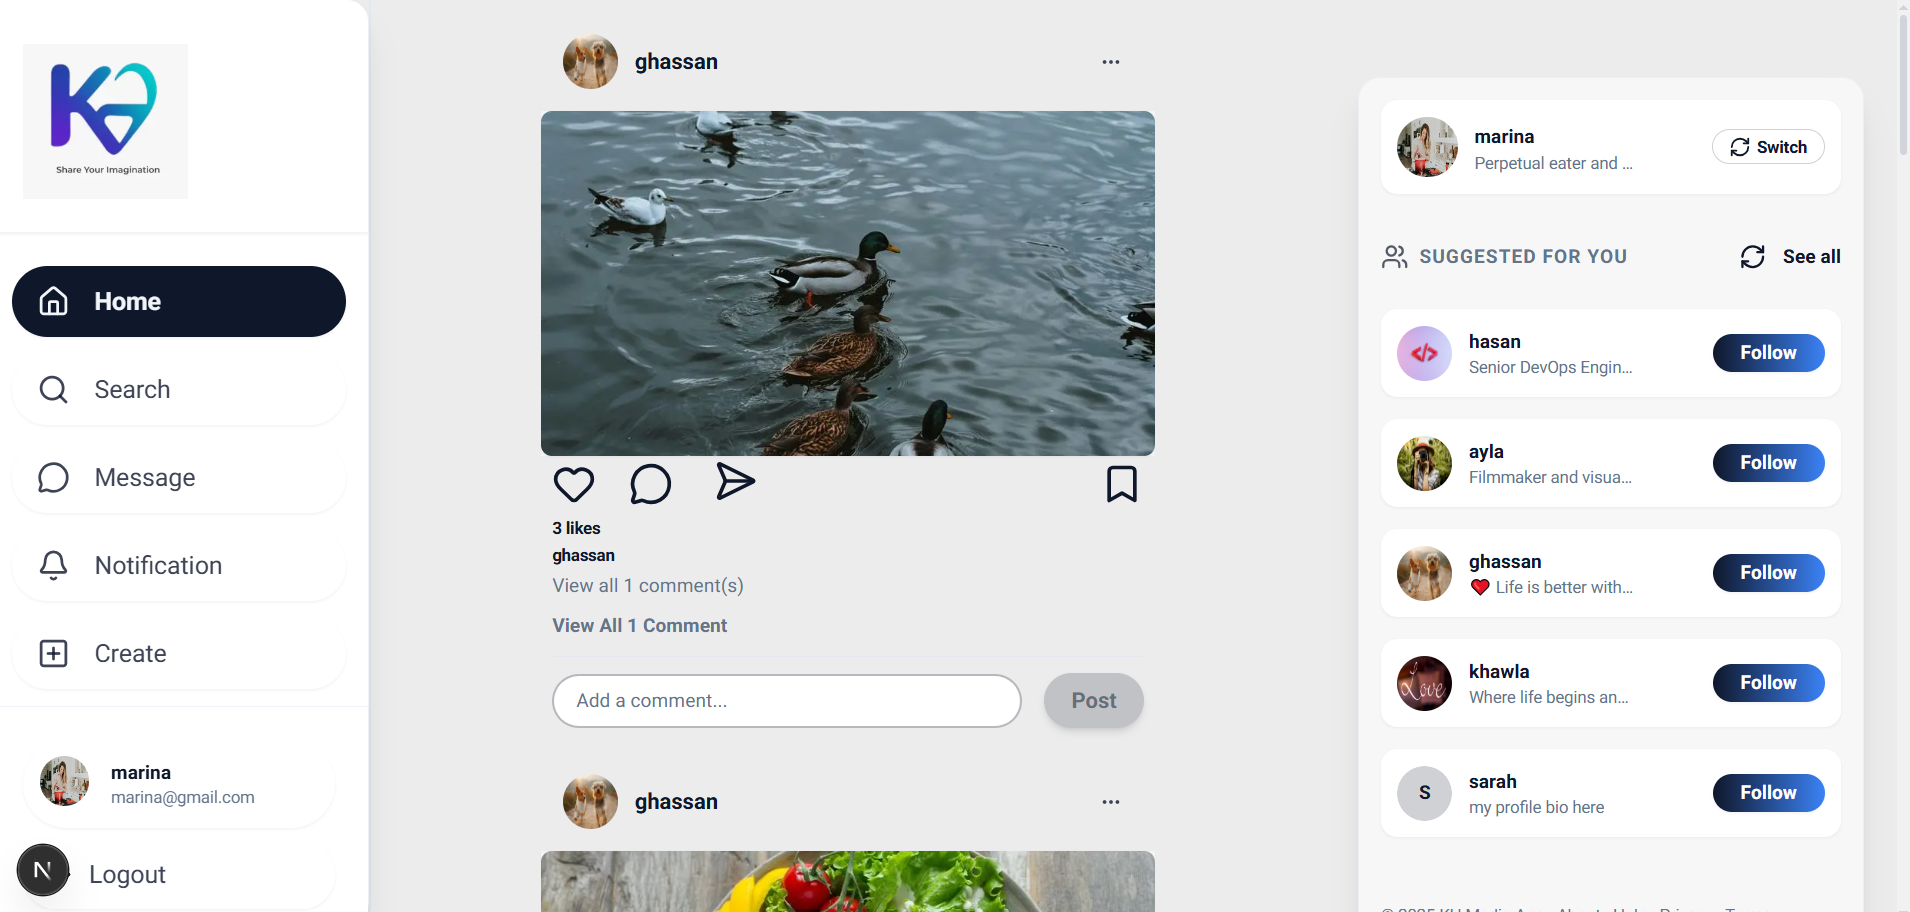 Share Your Imagination
Home
Search
Message
Notification
Create
marina
marina@gmail.com
N
Logout
ghassan
3 likes
ghassan
View all 1 comment(s)
View All 1 Comment
Add a comment...
Post
ghassan
marina
Perpetual eater and ...
Switch
SUGGESTED FOR YOU
See all
hasan
Senior DevOps Engin...
Follow
ayla
Filmmaker and visua...
Follow
ghassan
❤️ Life is better with...
Follow
khawla
Where life begins an...
Follow
Love
S
sarah
my profile bio here
Follow